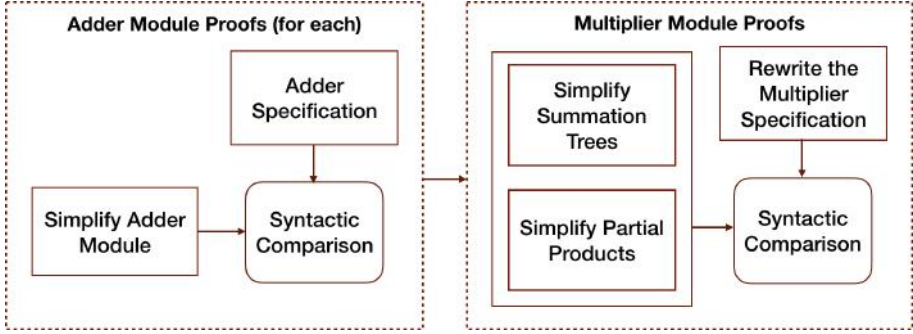 Adder Module Proofs (for each)
Adder
Specification
Simplify Adder
Module
Syntactic
Comparison
Multiplier Module Proofs
Simplify
Summation
Trees
Simplify Partial
Products
Rewrite the
Multiplier
Specification
Syntactic
Comparison